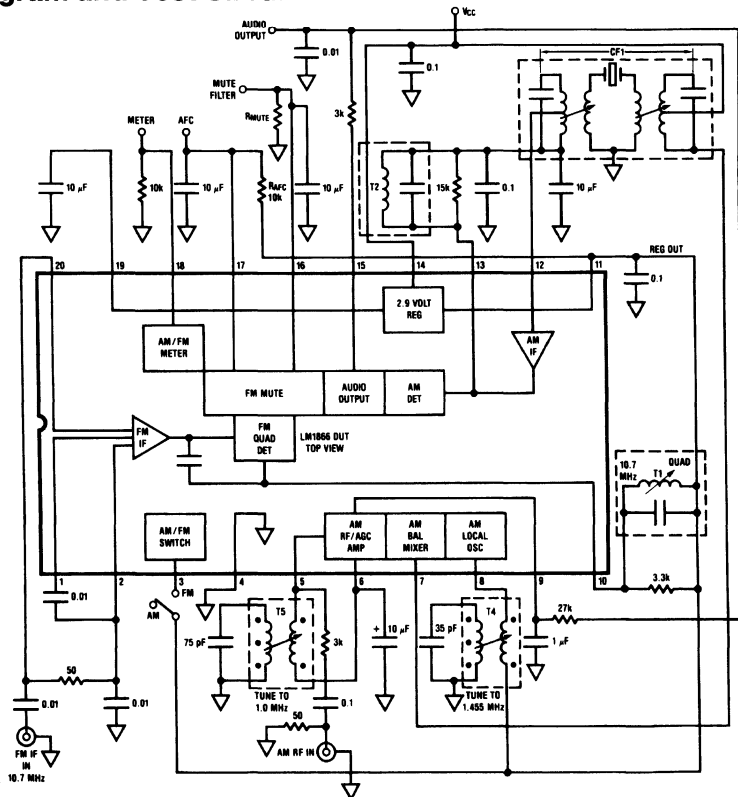 gram and Test Circuit
AUDIO
OUTPUT
VCC
0.01
0.1
CF1
MUTE
FILTER
RMUTE
3k
METER
AFC
10 µF
10k
10 µF
RAFC
10k
10 µF
T2
15k
0.1
10 µF
20
19
18
17
16
15
14
13
12
11
REG OUT
0.1
2.9 VOLT
REG
AM/FM
METER
AM
IF
FM MUTE
AUDIO
OUTPUT
AM
DET
FM
IF
FM
QUAD
DET
LM1866 DUT
TOP VIEW
10.7
MHz
QUAD
T1
AM/FM
SWITCH
AM
RF/AGC
AMP
AM
BAL
MIXER
AM
LOCAL
OSC
1
2
3
4
5
6
7
8
9
10
0.01
FM
AM
3.3k
27k
75 pF
T5
3k
+
10 µF
35 pF
T4
1 µF
50
TUNE TO
1.0 MHz
TUNE TO
1.455 MHz
0.01
0.01
0.1
50
FM IF
IN
10.7 MHz
AM RF IN